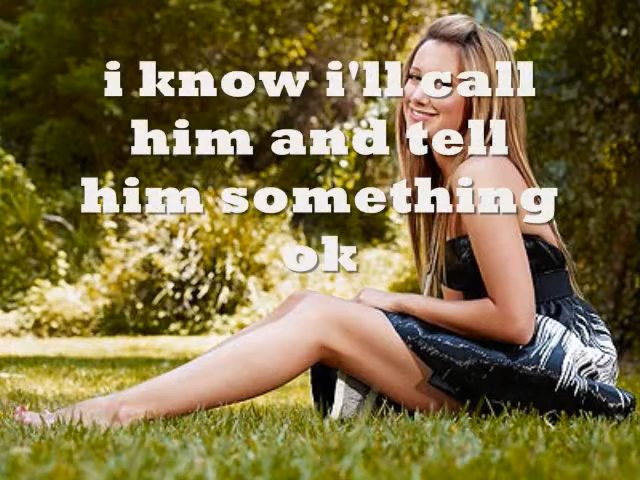 i know i'll call
him and tell
him something
ok